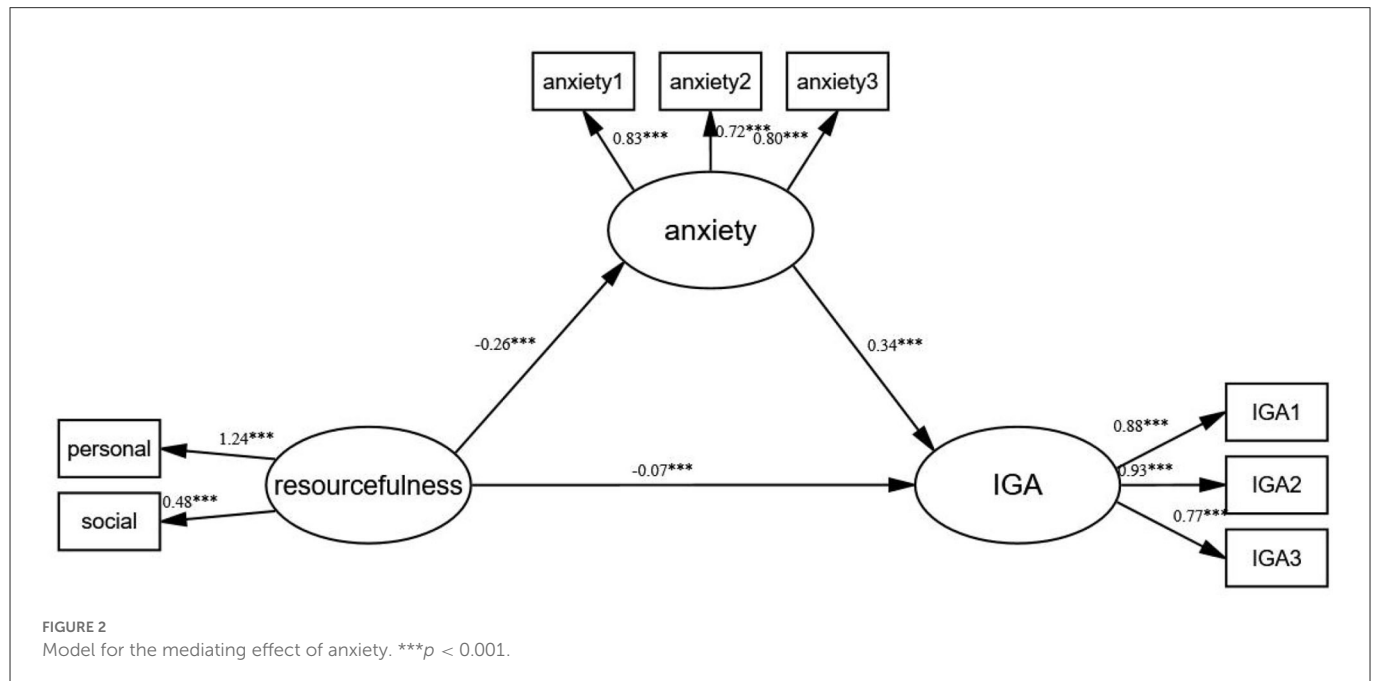 anxiety1 anxiety2 anxiety3
0.83*** 0.72*** 0.80***
anxiety
-0.26*** 0.34***
personal 1.24***
social 0.48***
resourcefulness
-0.07***
IGA
0.88*** IGA1
0.93*** IGA2
0.77*** IGA3
FIGURE 2
Model for the mediating effect of anxiety. ***p < 0.001.